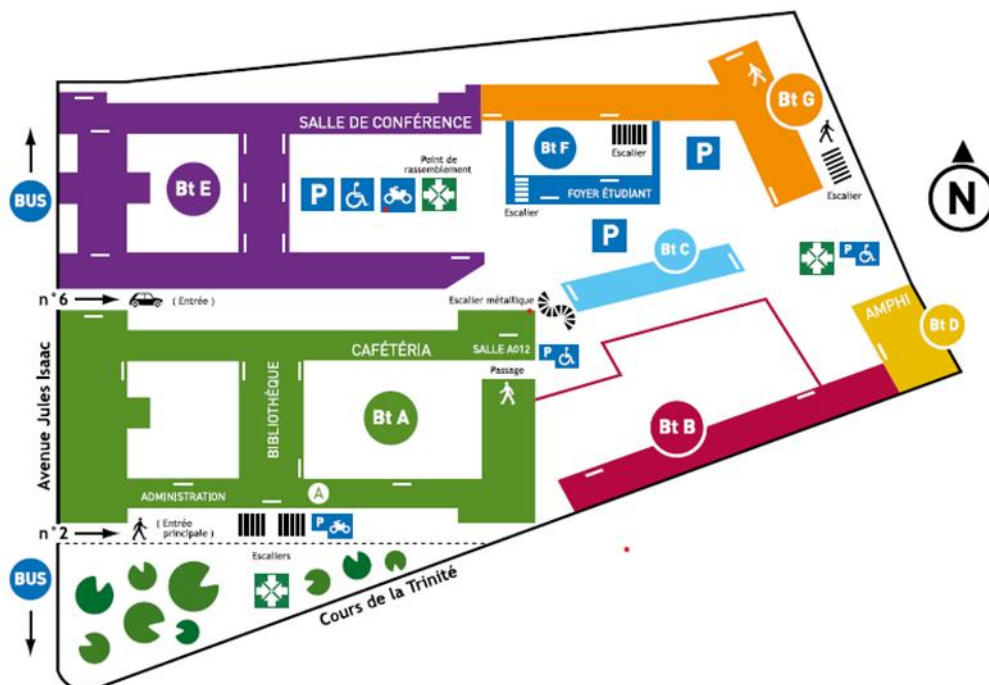 SALLE DE CONFÉRENCE
Bt G
Bt F
Escalier
P
Point de
rassemblement
Bt E
P
FOYER ÉTUDIANT
Escalier
Escalier
N
BUS
P
Bt C
P
n°6
( Entrée )
Escalier métallique
AMPHI
Bt D
CAFÉTÉRIA
SALLE A012
P
Passage
Avenue Jules Isaac
BIBLIOTHÈQUE
Bt A
Bt B
ADMINISTRATION
A
n°2
( Entrée
principale )
P
Escaliers
BUS
Cours de la Trinité